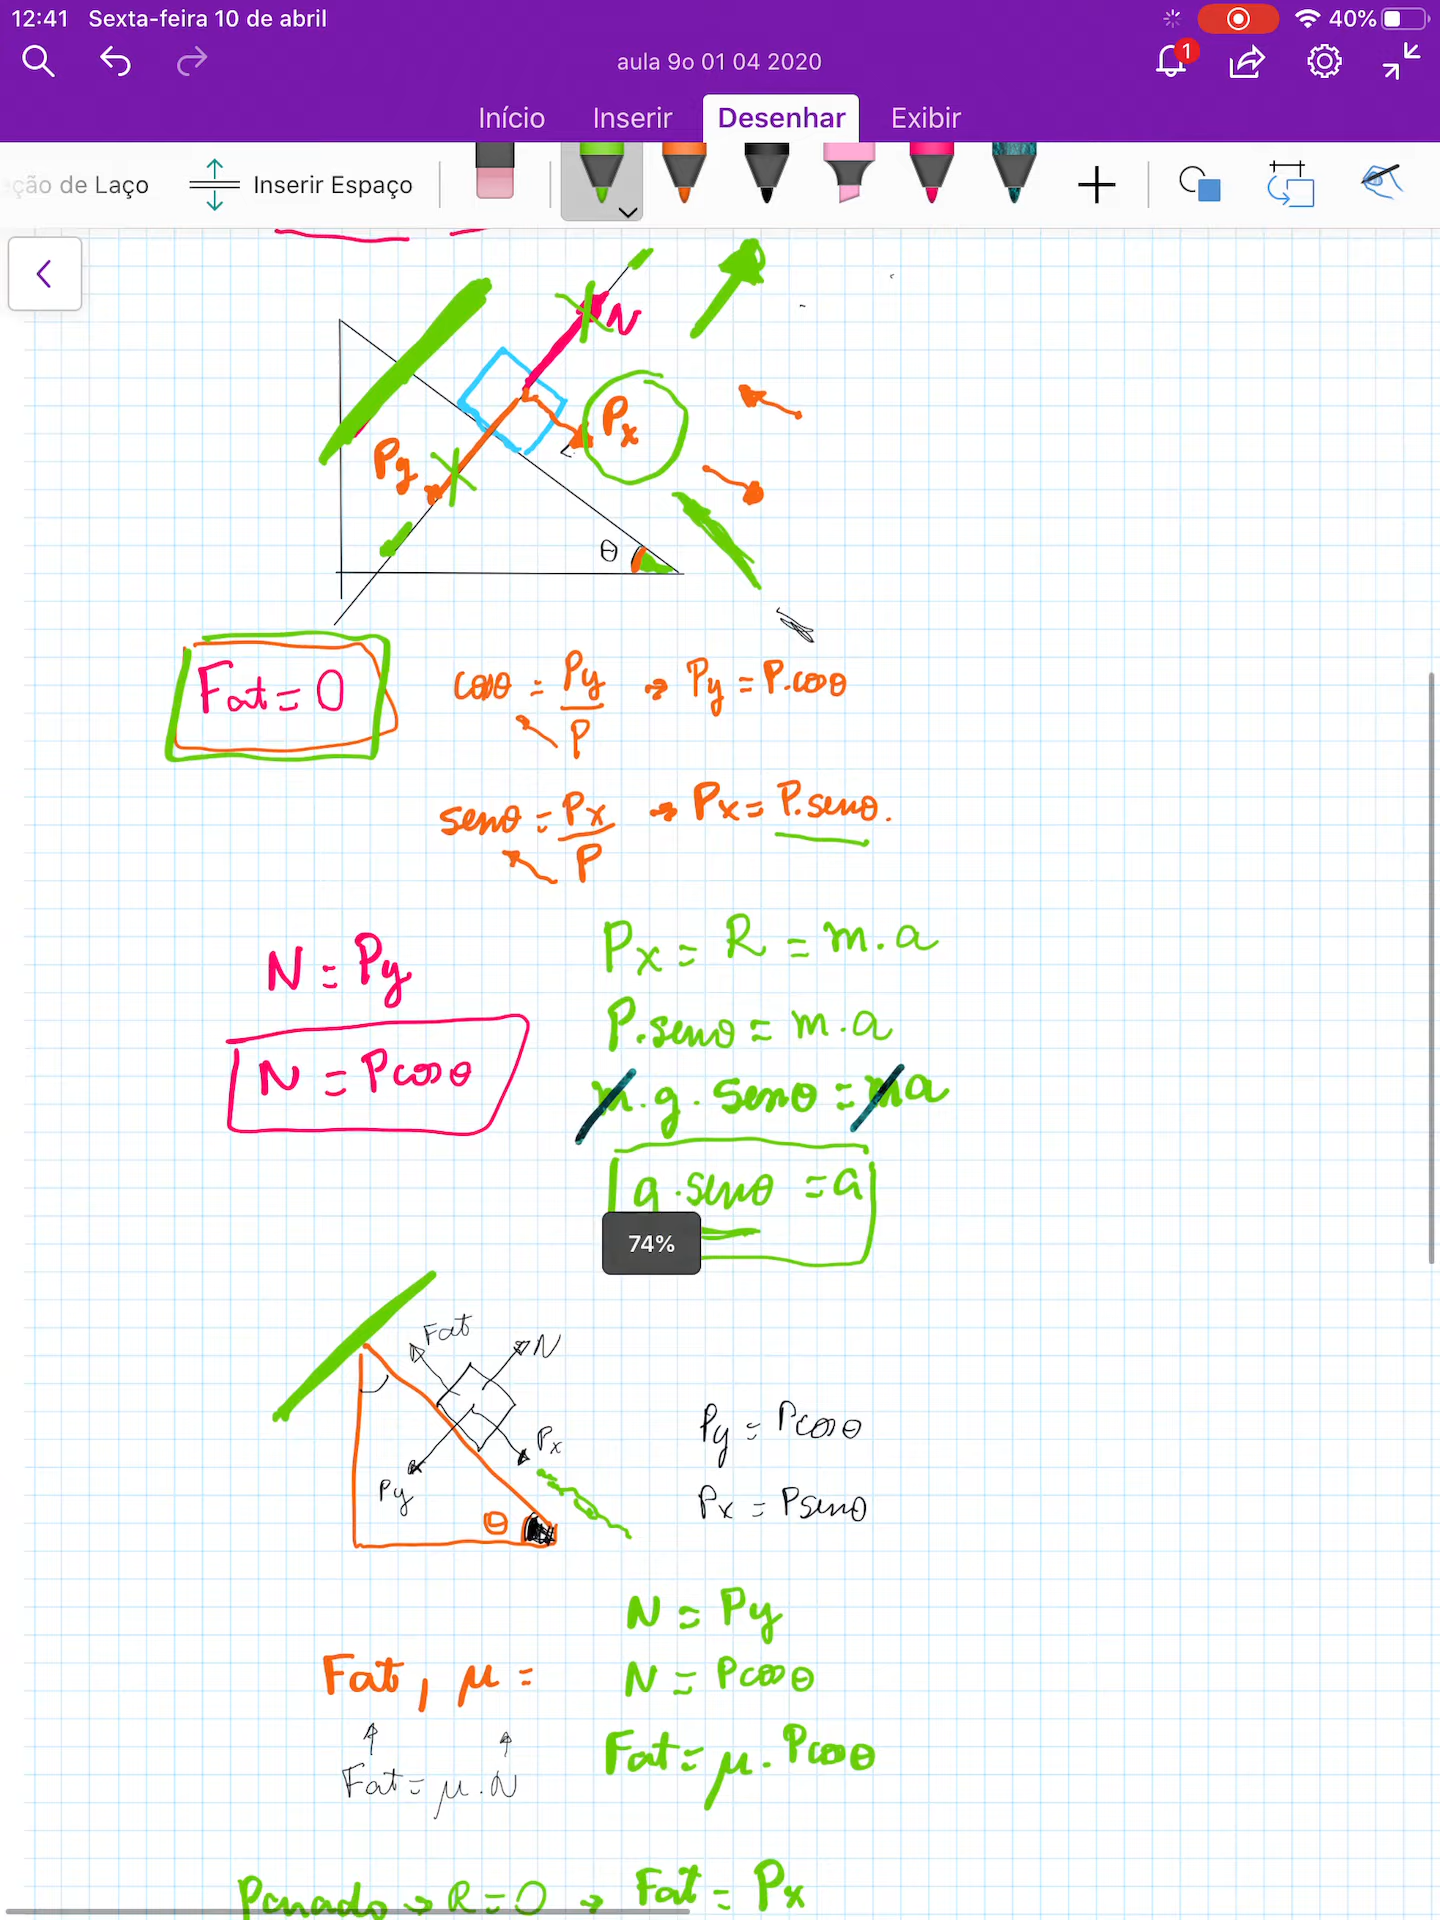 12:41 Sexta-feira 10 de abril
40%
aula 9o 01 04 2020
1
Início Inserir Desenhar Exibir
ção de Laço Inserir Espaço
N
Px
Py
θ
Fat = 0
cosθ = Py/P → Py = P.cosθ
senθ = Px/P → Px = P.senθ.
N = Py
N = Pcosθ
Px = R = m.a
P.senθ = m.a
m.g.senθ = ma
g.senθ = a
74%
Fat
N
Px
Py
θ
Py = Pcosθ
Px = Psenθ
N = Py
Fat, μ =
N = Pcosθ
Fat = μ.N
Fat = μ.Pcosθ
Parado → R = 0 → Fat = Px